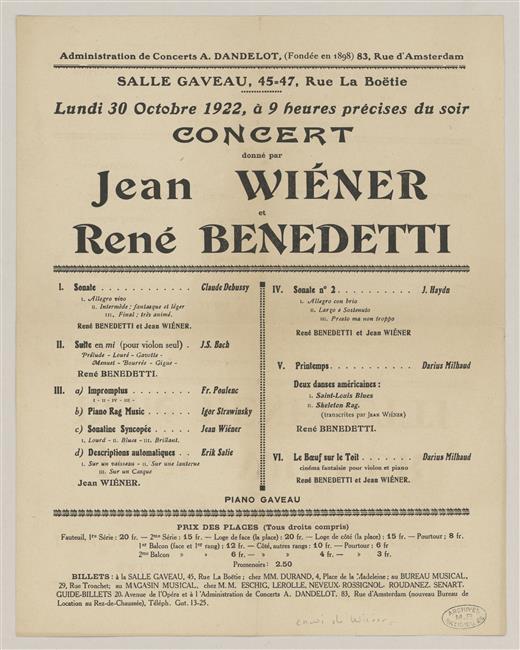 Administration de Concerts A. DANDELOT, (Fondée en 1898) 83, Rue d'Amsterdam
SALLE GAVEAU, 45=47, Rue La Boëtie
Lundi 30 Octobre 1922, à 9 heures précises du soir
CONCERT
donné par
Jean WIÉNER
et
René BENEDETTI
I. Sonate . . . . . . . . . . . . Claude Debussy
I. Allegro vivo
II. Intermède : fantasque et léger
III. Final ; très animé.
René BENEDETTI et Jean WIÉNER.
II. Suite en mi (pour violon seul) . J.S. Bach
Prélude - Louré - Gavotte -
Menuet - Bourrée - Gigue -
René BENEDETTI.
III. a) Impromptus . . . . . Fr. Poulenc
I - II - IV - III -
b) Piano Rag Music . . . . Igor Strawinsky
c) Sonatine Syncopée . . . . Jean Wiéner
I. Lourd - II. Blues - III. Brillant.
d) Descriptions automatiques . . Erik Satie
I. Sur un vaisseau - II. Sur une lanterne
III. Sur un Casque
Jean WIÉNER.
IV. Sonate n° 2 . . . . . . . . . J. Haydn
I. Allegro con brio
II. Largo e Sostenuto
III. Presto ma non troppo
René BENEDETTI et Jean WIÉNER
V. Printemps . . . . . . . . Darius Milhaud
Deux danses américaines :
I. Saint-Louis Blues
II. Skeleton Rag.
(transcrites par JEAN WIÉNER)
René BENEDETTI.
VI. Le Bœuf sur le Toit . . . . . Darius Milhaud
cinéma fantaisie pour violon et piano
René BENEDETTI et Jean WIÉNER.
PIANO GAVEAU
PRIX DES PLACES (Tous droits compris)
Fauteuil, 1re Série : 20 fr. — 2me Série : 15 fr. — Loge de face (la place) : 20 fr. — Loge de côté (la place) : 15 fr. — Pourtour ; 8 fr.
1er Balcon (face et 1er rang) : 12 fr. — Côté, autres rangs : 10 fr. — Pourtour : 6 fr
2me Balcon » 6 fr. — » 4 fr. — » 3 fr.
Promenoirs : 2.50
BILLETS : à la SALLE GAVEAU, 45, Rue La Boëtie ; chez MM. DURAND, 4, Place de la Madeleine ; au BUREAU MUSICAL,
29, Rue Tronchet ; au MAGASIN MUSICAL, chez M.M. ESCHIG, LEROLLE, NEVEUX-ROSSIGNOL- ROUDANEZ. SENART.
GUIDE-BILLETS 20. Avenue de l'Opéra et à l'Administration de Concerts A. DANDELOT. 83, Rue d'Amsterdam (nouveau Bureau de
Location au Rez-de-Chaussée), Téléph. Gut. 13-25.
envoi de Wiéner
ARCHIVES